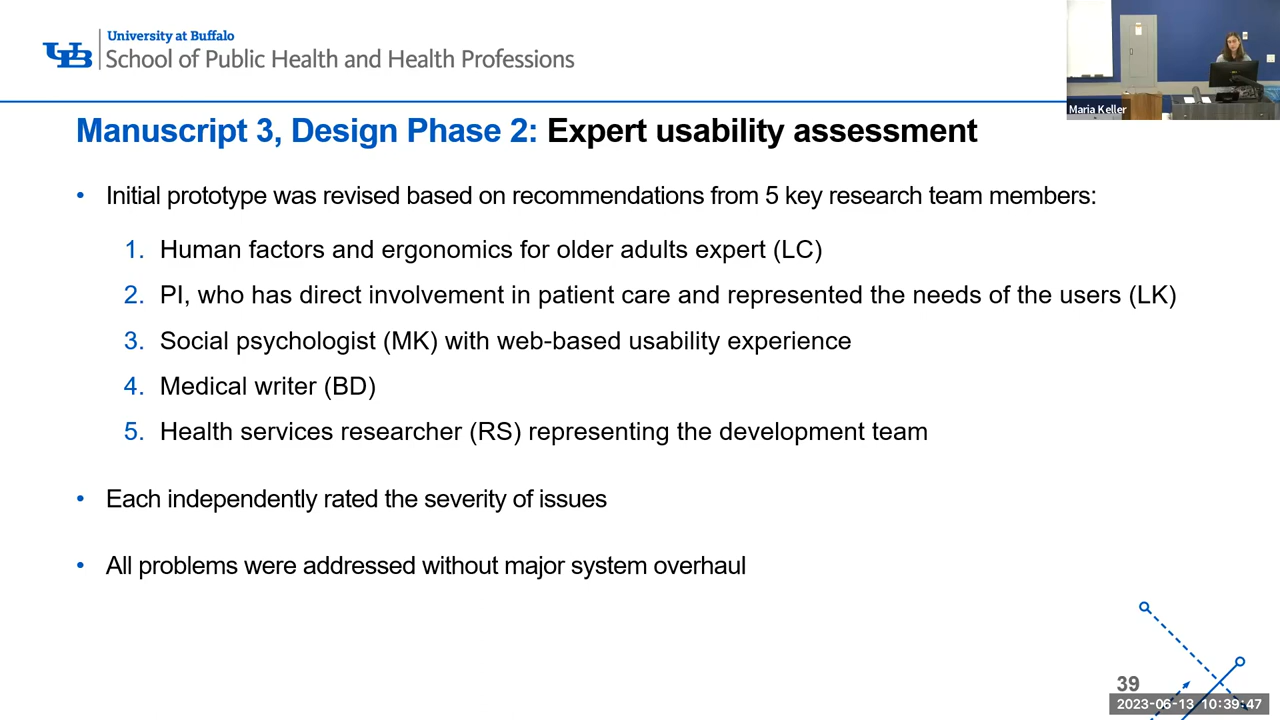 University at Buffalo
School of Public Health and Health Professions
UB
Maria Keller
Manuscript 3, Design Phase 2: Expert usability assessment
• Initial prototype was revised based on recommendations from 5 key research team members:
1. Human factors and ergonomics for older adults expert (LC)
2. PI, who has direct involvement in patient care and represented the needs of the users (LK)
3. Social psychologist (MK) with web-based usability experience
4. Medical writer (BD)
5. Health services researcher (RS) representing the development team
• Each independently rated the severity of issues
• All problems were addressed without major system overhaul
39
2023-06-13 10:39:47